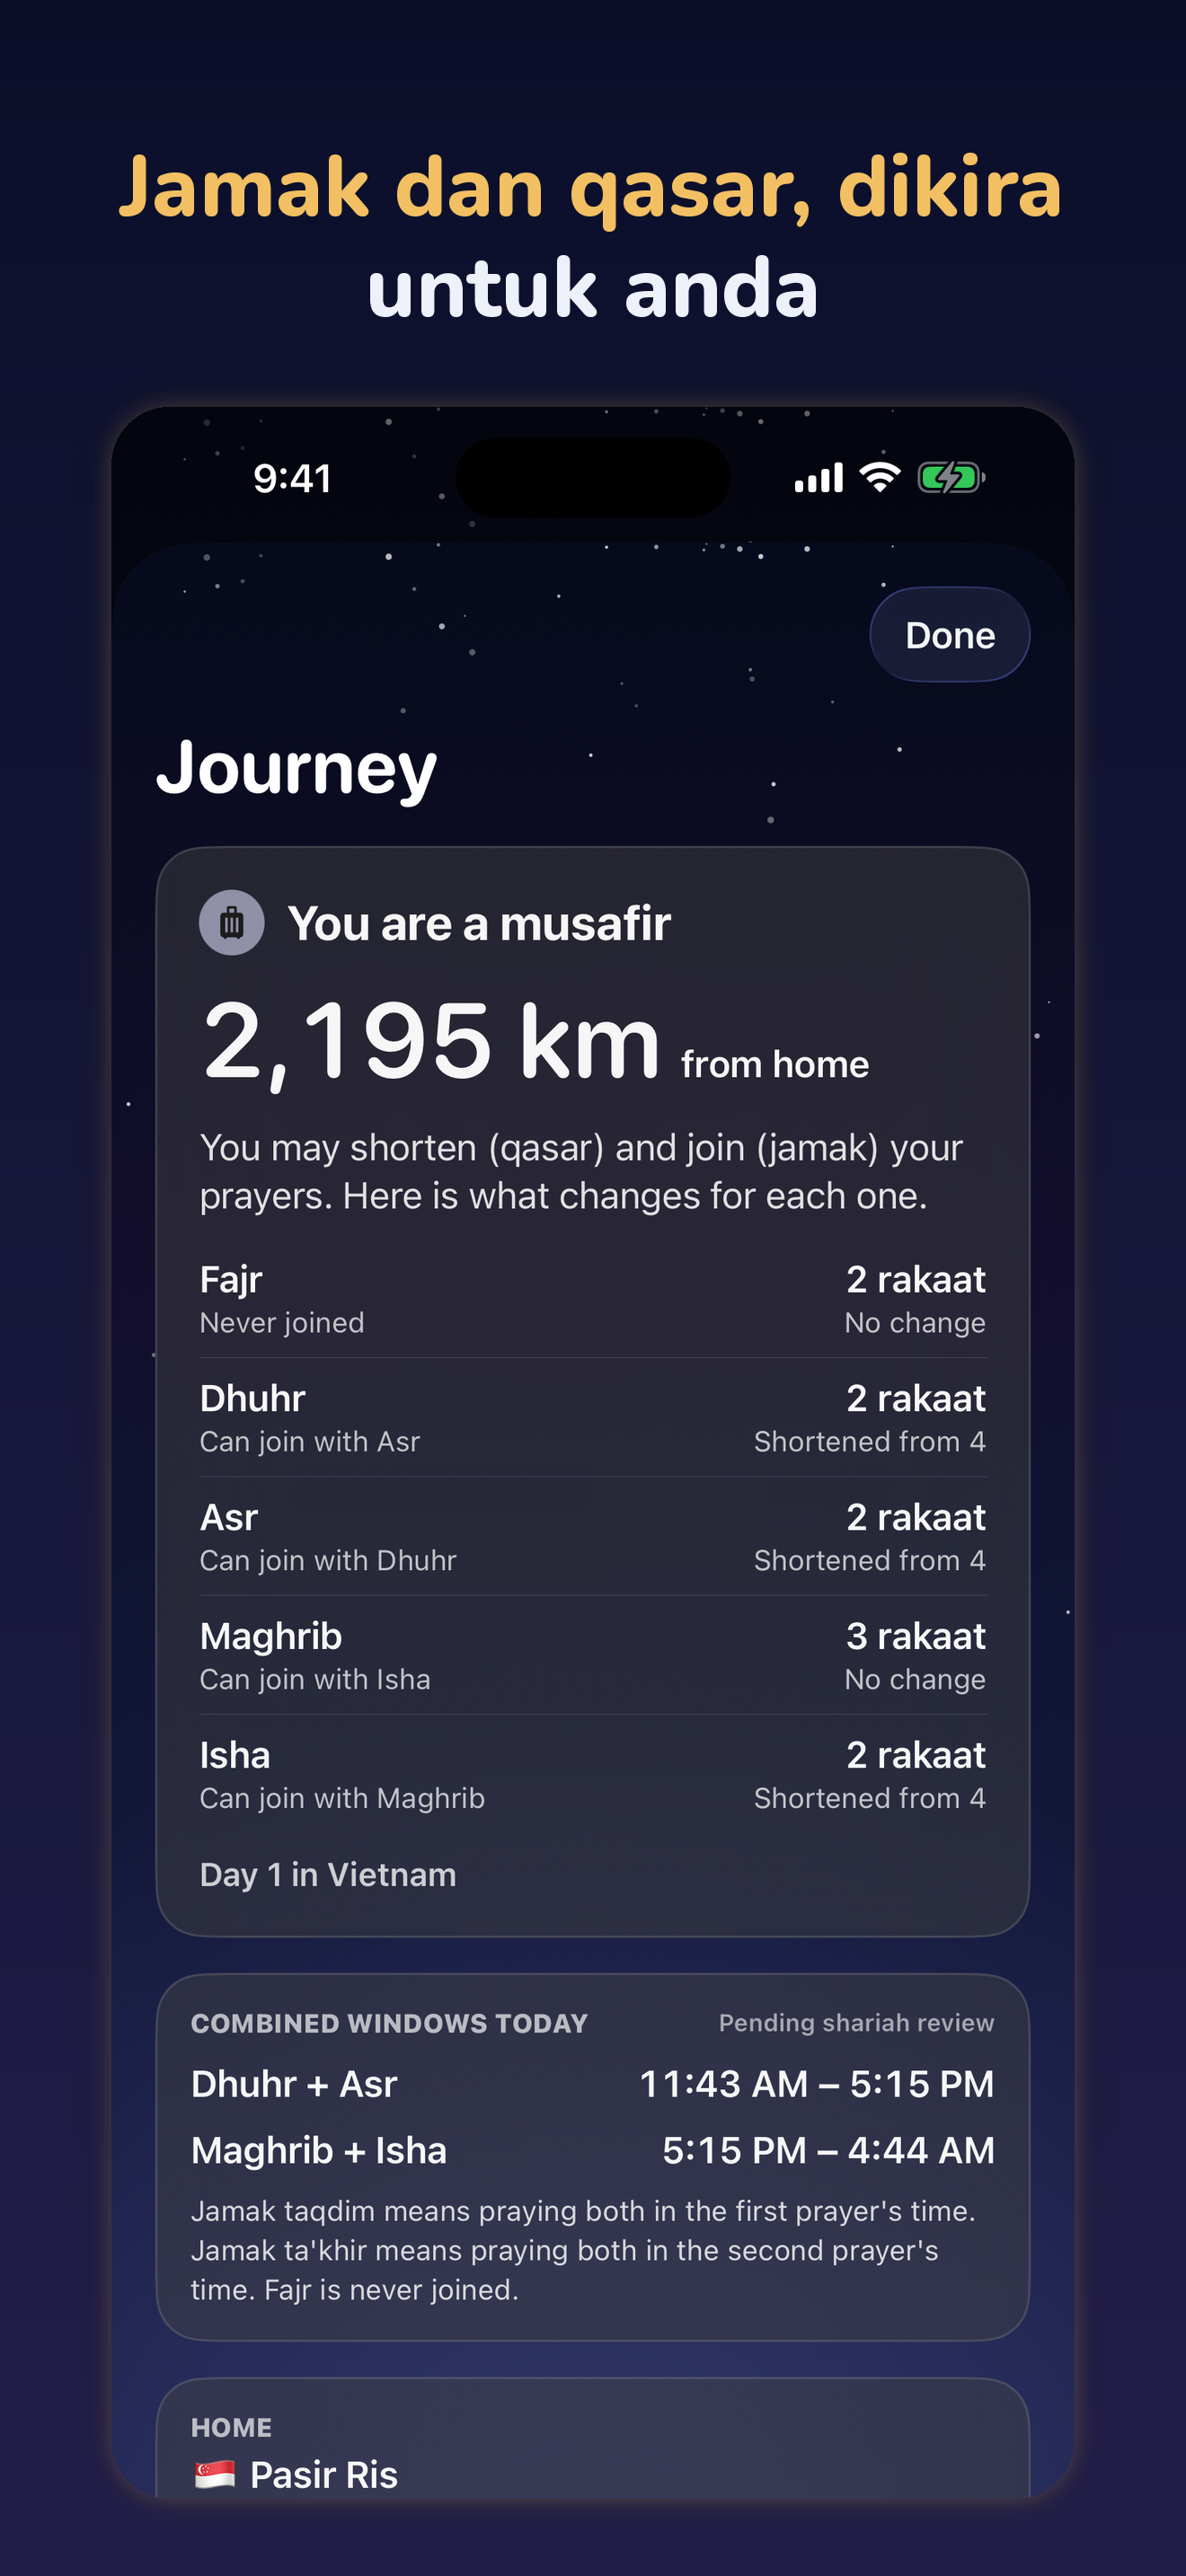 Jamak dan qasar, dikira
untuk anda
9:41
Done
Journey
You are a musafir
2,195 km from home
You may shorten (qasar) and join (jamak) your
prayers. Here is what changes for each one.
Fajr 2 rakaat
Never joined No change
Dhuhr 2 rakaat
Can join with Asr Shortened from 4
Asr 2 rakaat
Can join with Dhuhr Shortened from 4
Maghrib 3 rakaat
Can join with Isha No change
Isha 2 rakaat
Can join with Maghrib Shortened from 4
Day 1 in Vietnam
COMBINED WINDOWS TODAY Pending shariah review
Dhuhr + Asr 11:43 AM – 5:15 PM
Maghrib + Isha 5:15 PM – 4:44 AM
Jamak taqdim means praying both in the first prayer's time.
Jamak ta'khir means praying both in the second prayer's
time. Fajr is never joined.
HOME
🇸🇬 Pasir Ris